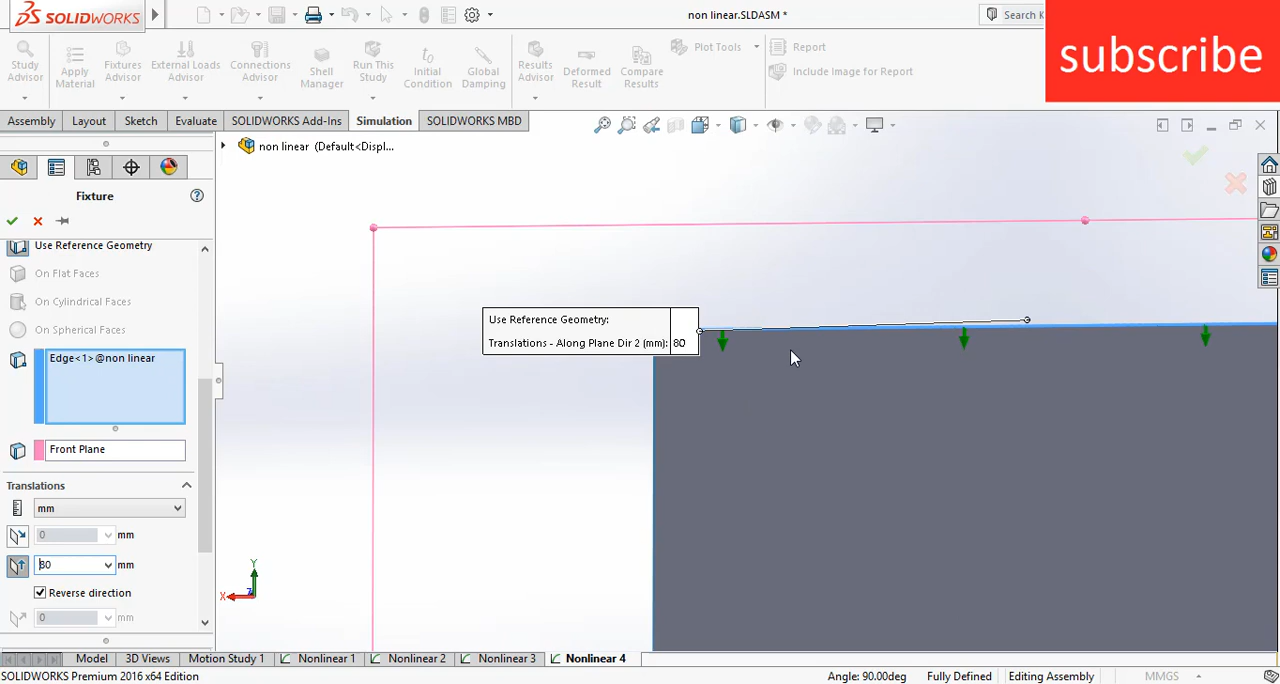 SOLIDWORKS
non linear.SLDASM *
Search K
subscribe
Study Advisor
Apply Material
Fixtures Advisor
External Loads Advisor
Connections Advisor
Shell Manager
Run This Study
Initial Condition
Global Damping
Results Advisor
Deformed Result
Compare Results
Plot Tools
Report
Include Image for Report
Assembly
Layout
Sketch
Evaluate
SOLIDWORKS Add-Ins
Simulation
SOLIDWORKS MBD
non linear (Default<Displ...
Fixture
Use Reference Geometry
On Flat Faces
On Cylindrical Faces
On Spherical Faces
Edge<1>@non linear
Front Plane
Translations
mm
0 mm
80 mm
Reverse direction
0 mm
Use Reference Geometry:
Translations - Along Plane Dir 2 (mm): 80
Y
X
Z
Model
3D Views
Motion Study 1
Nonlinear 1
Nonlinear 2
Nonlinear 3
Nonlinear 4
SOLIDWORKS Premium 2016 x64 Edition
Angle: 90.00deg
Fully Defined
Editing Assembly
MMGS